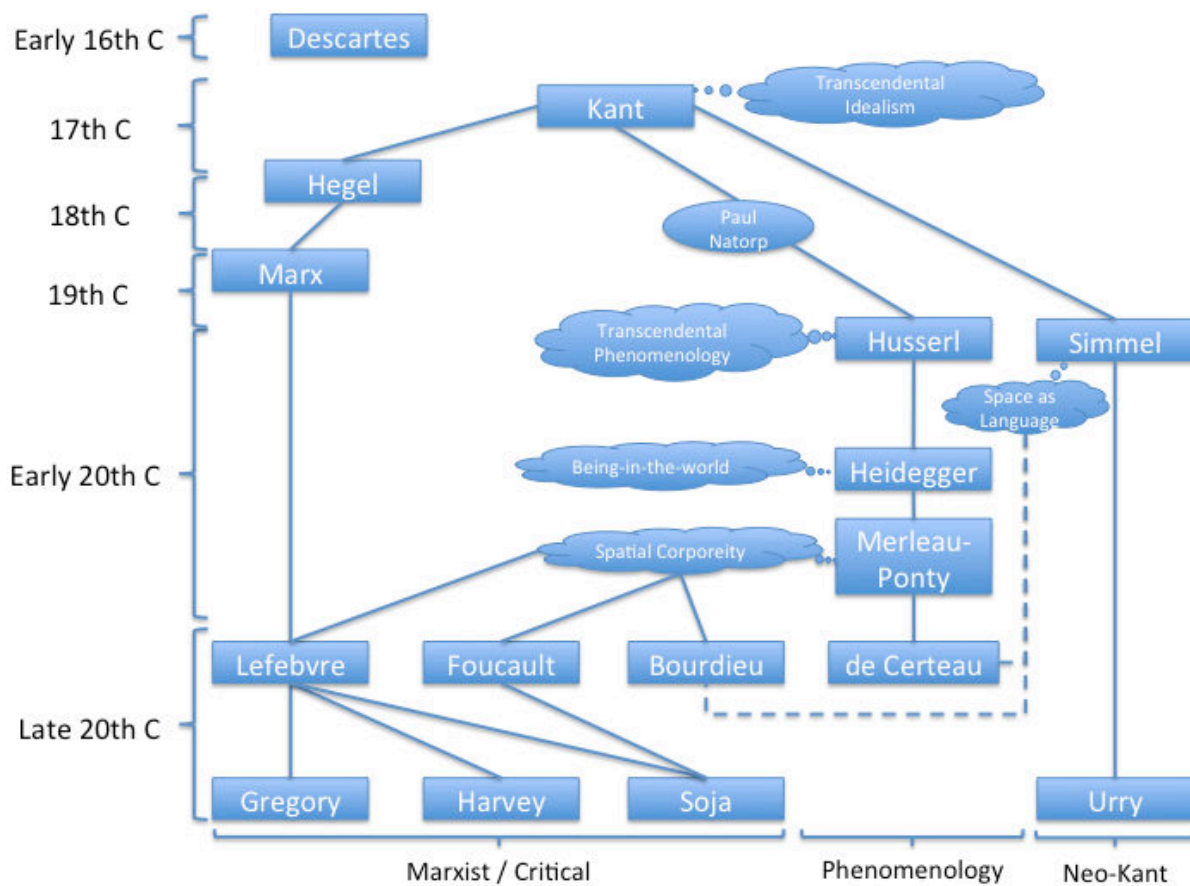 Early 16th C
Descartes
Transcendental
Idealism
Kant
17th C
Hegel
18th C
Paul
Natorp
Marx
19th C
Transcendental
Phenomenology
Husserl
Simmel
Space as
Language
Early 20th C
Being-in-the-world
Heidegger
Spatial Corporeity
Merleau-
Ponty
Lefebvre
Foucault
Bourdieu
de Certeau
Late 20th C
Gregory
Harvey
Soja
Urry
Marxist / Critical
Phenomenology
Neo-Kant